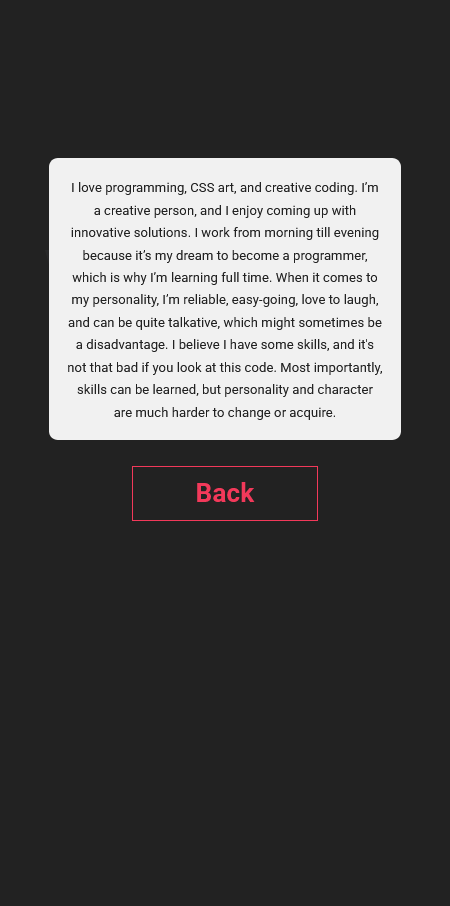 I love programming, CSS art, and creative coding. I’m
a creative person, and I enjoy coming up with
innovative solutions. I work from morning till evening
because it’s my dream to become a programmer,
which is why I’m learning full time. When it comes to
my personality, I’m reliable, easy-going, love to laugh,
and can be quite talkative, which might sometimes be
a disadvantage. I believe I have some skills, and it's
not that bad if you look at this code. Most importantly,
skills can be learned, but personality and character
are much harder to change or acquire.
Back